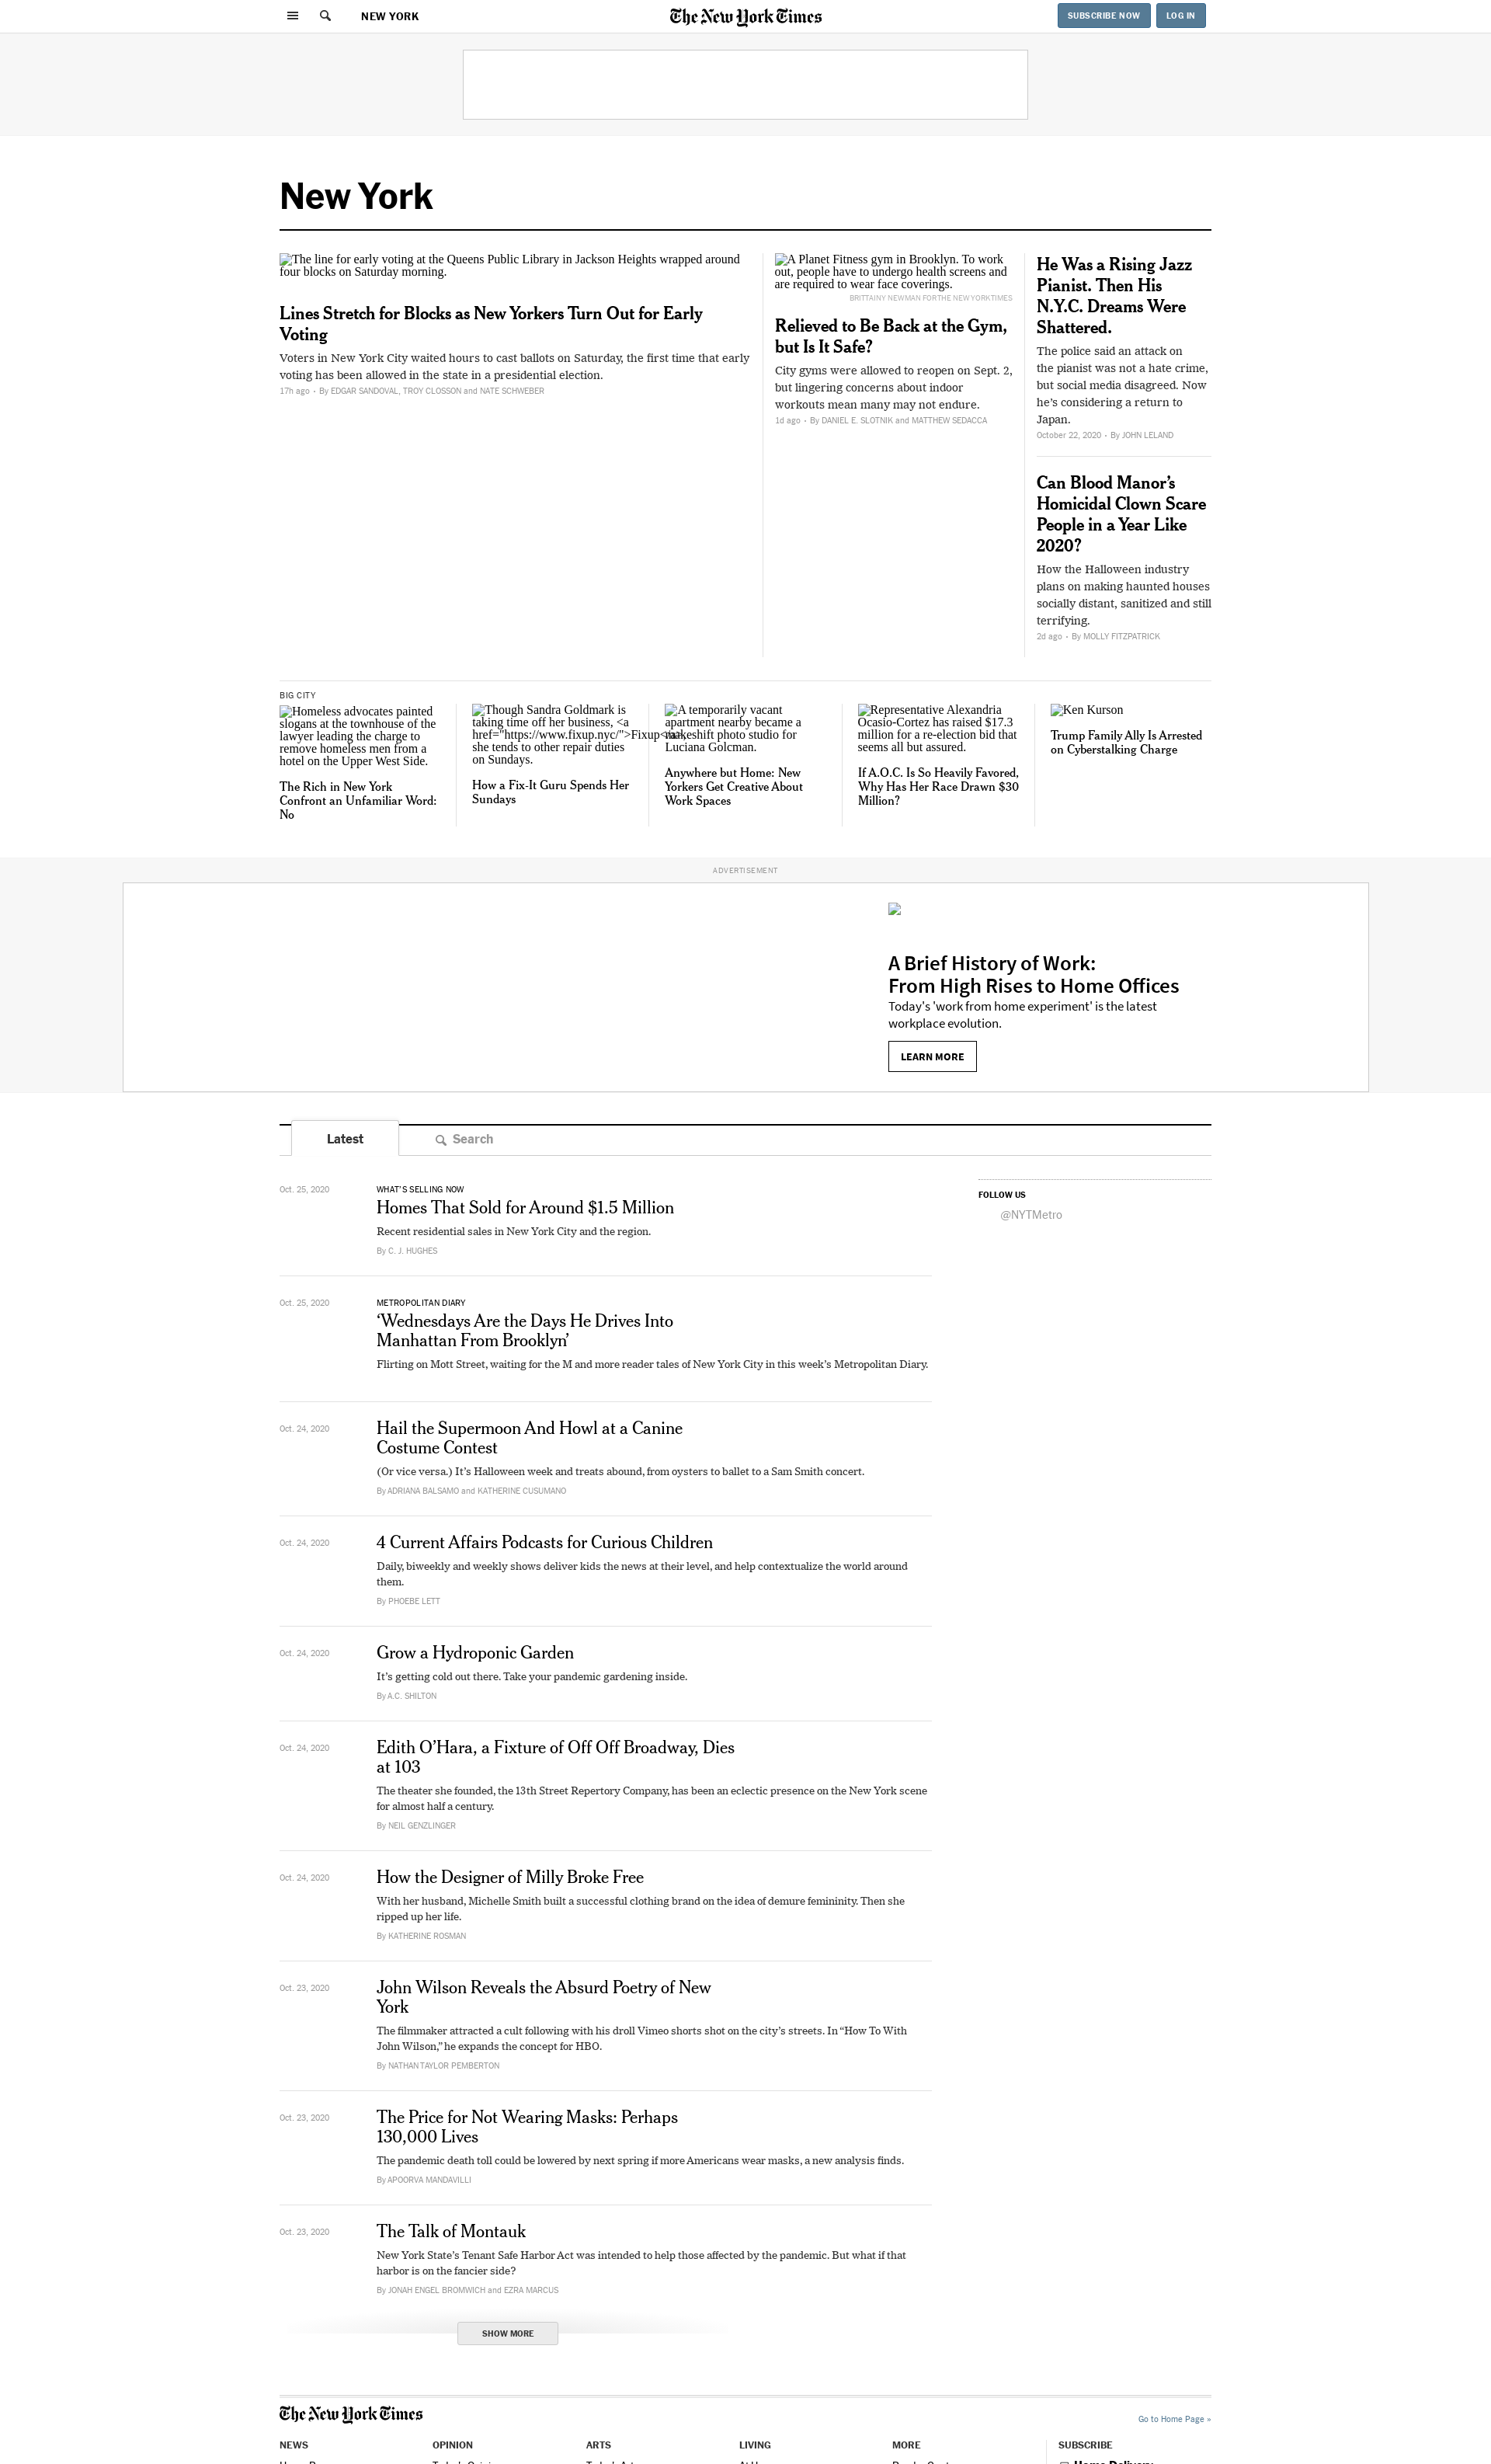 NEW YORK
The New York Times
SUBSCRIBE NOW
LOG IN
New York
The line for early voting at the Queens Public Library in Jackson Heights wrapped around
four blocks on Saturday morning.
Lines Stretch for Blocks as New Yorkers Turn Out for Early
Voting
Voters in New York City waited hours to cast ballots on Saturday, the first time that early
voting has been allowed in the state in a presidential election.
17h ago • By EDGAR SANDOVAL, TROY CLOSSON and NATE SCHWEBER
A Planet Fitness gym in Brooklyn. To work
out, people have to undergo health screens and
are required to wear face coverings.
BRITTAINY NEWMAN FOR THE NEW YORK TIMES
Relieved to Be Back at the Gym,
but Is It Safe?
City gyms were allowed to reopen on Sept. 2,
but lingering concerns about indoor
workouts mean many may not endure.
1d ago • By DANIEL E. SLOTNIK and MATTHEW SEDACCA
He Was a Rising Jazz
Pianist. Then His
N.Y.C. Dreams Were
Shattered.
The police said an attack on
the pianist was not a hate crime,
but social media disagreed. Now
he’s considering a return to
Japan.
October 22, 2020 • By JOHN LELAND
Can Blood Manor’s
Homicidal Clown Scare
People in a Year Like
2020?
How the Halloween industry
plans on making haunted houses
socially distant, sanitized and still
terrifying.
2d ago • By MOLLY FITZPATRICK
BIG CITY
Homeless advocates painted
slogans at the townhouse of the
lawyer leading the charge to
remove homeless men from a
hotel on the Upper West Side.
The Rich in New York
Confront an Unfamiliar Word:
No
Though Sandra Goldmark is
taking time off her business, <a
href="https://www.fixup.nyc/">Fixup</a>,
she tends to other repair duties
on Sundays.
How a Fix-It Guru Spends Her
Sundays
A temporarily vacant
apartment nearby became a
makeshift photo studio for
Luciana Golcman.
Anywhere but Home: New
Yorkers Get Creative About
Work Spaces
Representative Alexandria
Ocasio-Cortez has raised $17.3
million for a re-election bid that
seems all but assured.
If A.O.C. Is So Heavily Favored,
Why Has Her Race Drawn $30
Million?
Ken Kurson
Trump Family Ally Is Arrested
on Cyberstalking Charge
ADVERTISEMENT
A Brief History of Work:
From High Rises to Home Offices
Today's 'work from home experiment' is the latest
workplace evolution.
LEARN MORE
Latest
Search
Oct. 25, 2020
WHAT’S SELLING NOW
Homes That Sold for Around $1.5 Million
Recent residential sales in New York City and the region.
By C. J. HUGHES
FOLLOW US
@NYTMetro
Oct. 25, 2020
METROPOLITAN DIARY
‘Wednesdays Are the Days He Drives Into
Manhattan From Brooklyn’
Flirting on Mott Street, waiting for the M and more reader tales of New York City in this week’s Metropolitan Diary.
Oct. 24, 2020
Hail the Supermoon And Howl at a Canine
Costume Contest
(Or vice versa.) It’s Halloween week and treats abound, from oysters to ballet to a Sam Smith concert.
By ADRIANA BALSAMO and KATHERINE CUSUMANO
Oct. 24, 2020
4 Current Affairs Podcasts for Curious Children
Daily, biweekly and weekly shows deliver kids the news at their level, and help contextualize the world around
them.
By PHOEBE LETT
Oct. 24, 2020
Grow a Hydroponic Garden
It’s getting cold out there. Take your pandemic gardening inside.
By A.C. SHILTON
Oct. 24, 2020
Edith O’Hara, a Fixture of Off Off Broadway, Dies
at 103
The theater she founded, the 13th Street Repertory Company, has been an eclectic presence on the New York scene
for almost half a century.
By NEIL GENZLINGER
Oct. 24, 2020
How the Designer of Milly Broke Free
With her husband, Michelle Smith built a successful clothing brand on the idea of demure femininity. Then she
ripped up her life.
By KATHERINE ROSMAN
Oct. 23, 2020
John Wilson Reveals the Absurd Poetry of New
York
The filmmaker attracted a cult following with his droll Vimeo shorts shot on the city’s streets. In “How To With
John Wilson,” he expands the concept for HBO.
By NATHAN TAYLOR PEMBERTON
Oct. 23, 2020
The Price for Not Wearing Masks: Perhaps
130,000 Lives
The pandemic death toll could be lowered by next spring if more Americans wear masks, a new analysis finds.
By APOORVA MANDAVILLI
Oct. 23, 2020
The Talk of Montauk
New York State’s Tenant Safe Harbor Act was intended to help those affected by the pandemic. But what if that
harbor is on the fancier side?
By JONAH ENGEL BROMWICH and EZRA MARCUS
SHOW MORE
The New York Times
Go to Home Page »
NEWS
OPINION
ARTS
LIVING
MORE
SUBSCRIBE